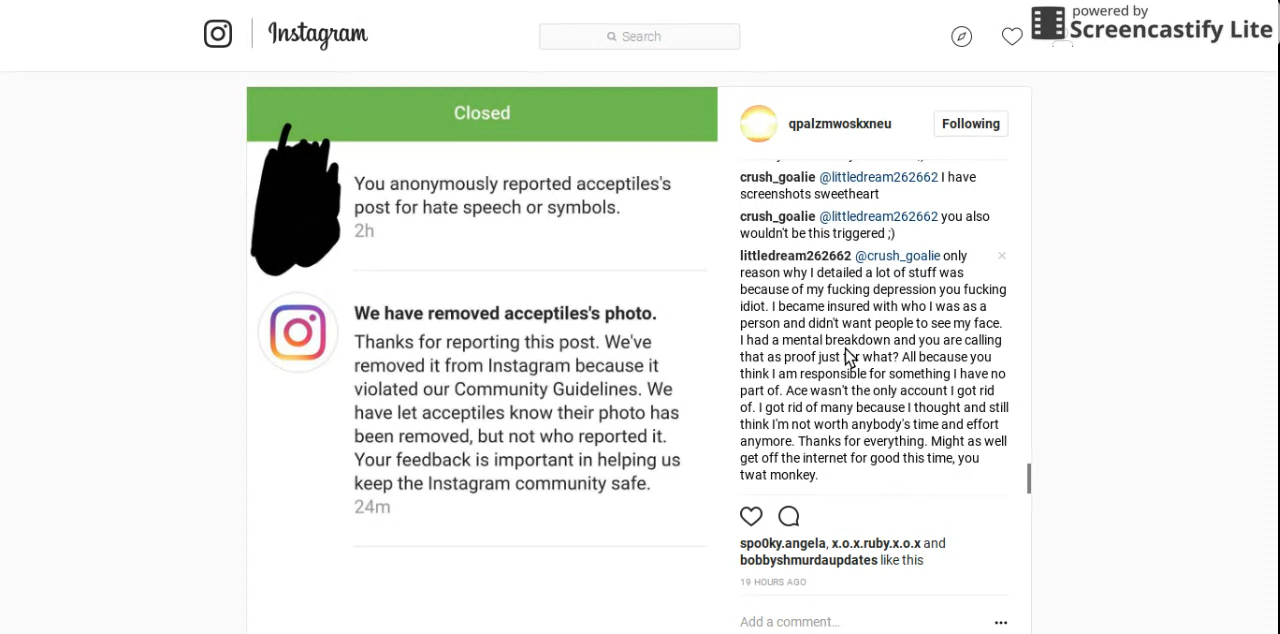 powered by
Screencastify Lite
Instagram
Search
Closed
You anonymously reported acceptiles's
post for hate speech or symbols.
2h
We have removed acceptiles's photo.
Thanks for reporting this post. We've
removed it from Instagram because it
violated our Community Guidelines. We
have let acceptiles know their photo has
been removed, but not who reported it.
Your feedback is important in helping us
keep the Instagram community safe.
24m
qpalzmwoskxneu
Following
crush_goalie @littledream262662 I have
screenshots sweetheart
crush_goalie @littledream262662 you also
wouldn't be this triggered ;)
littledream262662 @crush_goalie only
reason why I detailed a lot of stuff was
because of my fucking depression you fucking
idiot. I became insured with who I was as a
person and didn't want people to see my face.
I had a mental breakdown and you are calling
that as proof just what? All because you
think I am responsible for something I have no
part of. Ace wasn't the only account I got rid
of. I got rid of many because I thought and still
think I'm not worth anybody's time and effort
anymore. Thanks for everything. Might as well
get off the internet for good this time, you
twat monkey.
spo0ky.angela, x.o.x.ruby.x.o.x and
bobbyshmurdaupdates like this
19 HOURS AGO
Add a comment...